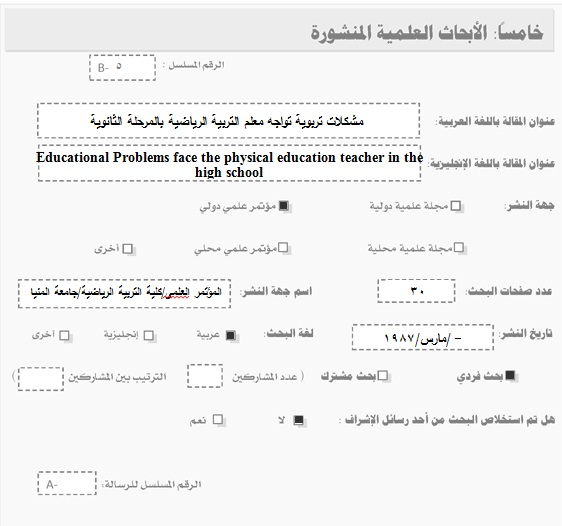 خامساً: الأبحاث العلمية المنشورة
الرقم المسلسل : B- ٥
عنوان المقالة باللغة العربية: مشكلات تربوية تواجه معلم التربية الرياضية بالمرحلة الثانوية
عنوان المقالة باللغة الإنجليزية: Educational Problems face the physical education teacher in the
high school
جهة النشر: □ مجلة علمية دولية ■ مؤتمر علمي دولي
□ مجلة علمية محلية □ مؤتمر علمي محلي □ أخرى
عدد صفحات البحث: ٣٠ اسم جهة النشر: المؤتمر العلمي/كلية التربية الرياضية/جامعة المنيا
تاريخ النشر: – /مارس/١٩٨٧ لغة البحث: ■ عربية □ إنجليزية □ أخرى
■ بحث فردي □ بحث مشترك ( عدد المشاركين الترتيب بين المشاركين )
هل تم استخلاص البحث من أحد رسائل الإشراف : ■ لا □ نعم
الرقم المسلسل للرسالة: A-